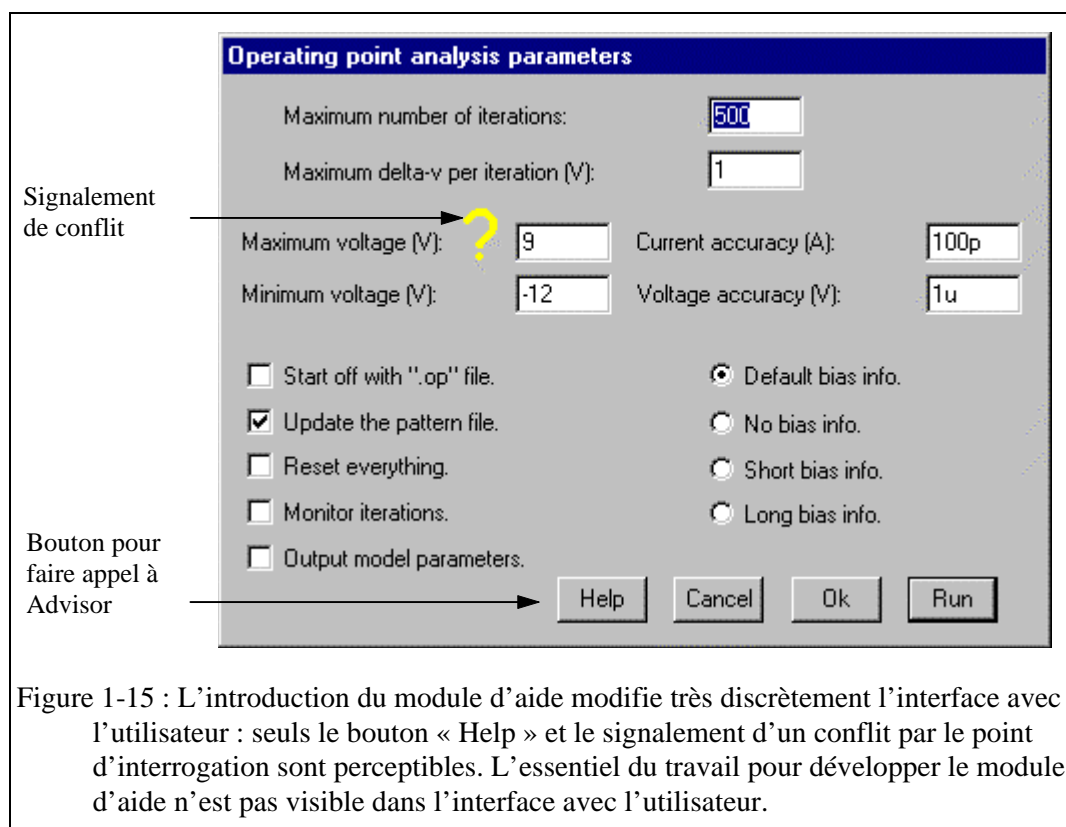 Operating point analysis parameters
Maximum number of iterations: 500
Maximum delta-v per iteration (V): 1
Signalement
de conflit
?
Maximum voltage (V): 9 Current accuracy (A): 100p
Minimum voltage (V): -12 Voltage accuracy (V): 1u
Start off with ".op" file. Default bias info.
Update the pattern file. No bias info.
Reset everything. Short bias info.
Monitor iterations. Long bias info.
Output model parameters.
Bouton pour
faire appel à
Advisor
Help Cancel Ok Run
Figure 1-15 : L’introduction du module d’aide modifie très discrètement l’interface avec
l’utilisateur : seuls le bouton « Help » et le signalement d’un conflit par le point
d’interrogation sont perceptibles. L’essentiel du travail pour développer le module
d’aide n’est pas visible dans l’interface avec l’utilisateur.